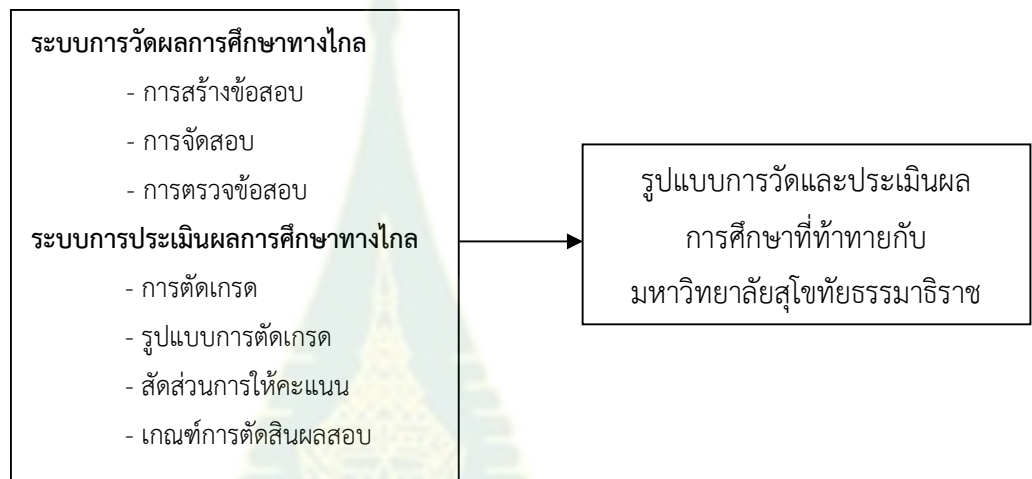 ระบบการวัดผลการศึกษาทางไกล
- การสร้างข้อสอบ
- การจัดสอบ
- การตรวจข้อสอบ
ระบบการประเมินผลการศึกษาทางไกล
- การตัดเกรด
- รูปแบบการตัดเกรด
- สัดส่วนการให้คะแนน
- เกณฑ์การตัดสินผลสอบ
รูปแบบการวัดและประเมินผล
การศึกษาที่ท้าทายกับ
มหาวิทยาลัยสุโขทัยธรรมาธิราช